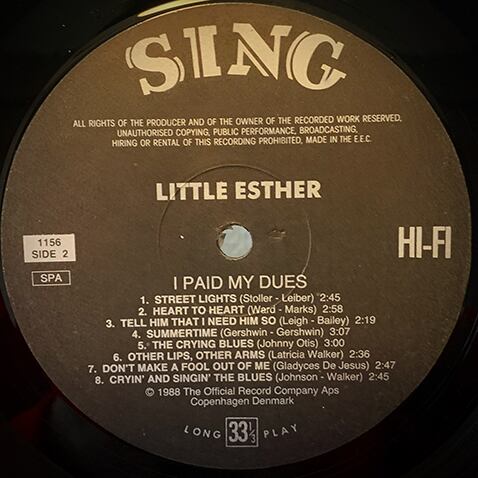 SING
ALL RIGHTS OF THE PRODUCER AND OF THE OWNER OF THE RECORDED WORK RESERVED.
UNAUTHORISED COPYING, PUBLIC PERFORMANCE, BROADCASTING,
HIRING OR RENTAL OF THIS RECORDING PROHIBITED, MADE IN THE E.E.C.
LITTLE ESTHER
1156
SIDE 2
HI-FI
SPA
I PAID MY DUES
1. STREET LIGHTS (Stoller - Leiber) 2:45
2. HEART TO HEART (Ward - Marks) 2:58
3. TELL HIM THAT I NEED HIM SO (Leigh - Bailey) 2:19
4. SUMMERTIME (Gershwin - Gershwin) 3:07
5. THE CRYING BLUES (Johnny Otis) 3:00
6. OTHER LIPS, OTHER ARMS (Latricia Walker) 2:36
7. DON'T MAKE A FOOL OUT OF ME (Gladyces De Jesus) 2:47
8. CRYIN' AND SINGIN' THE BLUES (Johnson - Walker) 2:45
© 1988 The Official Record Company Aps
Copenhagen Denmark
LONG 33 1/3 PLAY